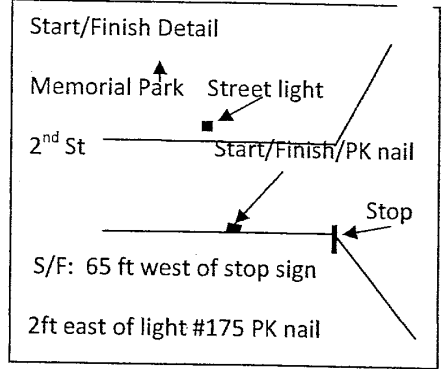 Start/Finish Detail
Memorial Park Street light
2nd St Start/Finish/PK nail
Stop
S/F: 65 ft west of stop sign
2ft east of light #175 PK nail